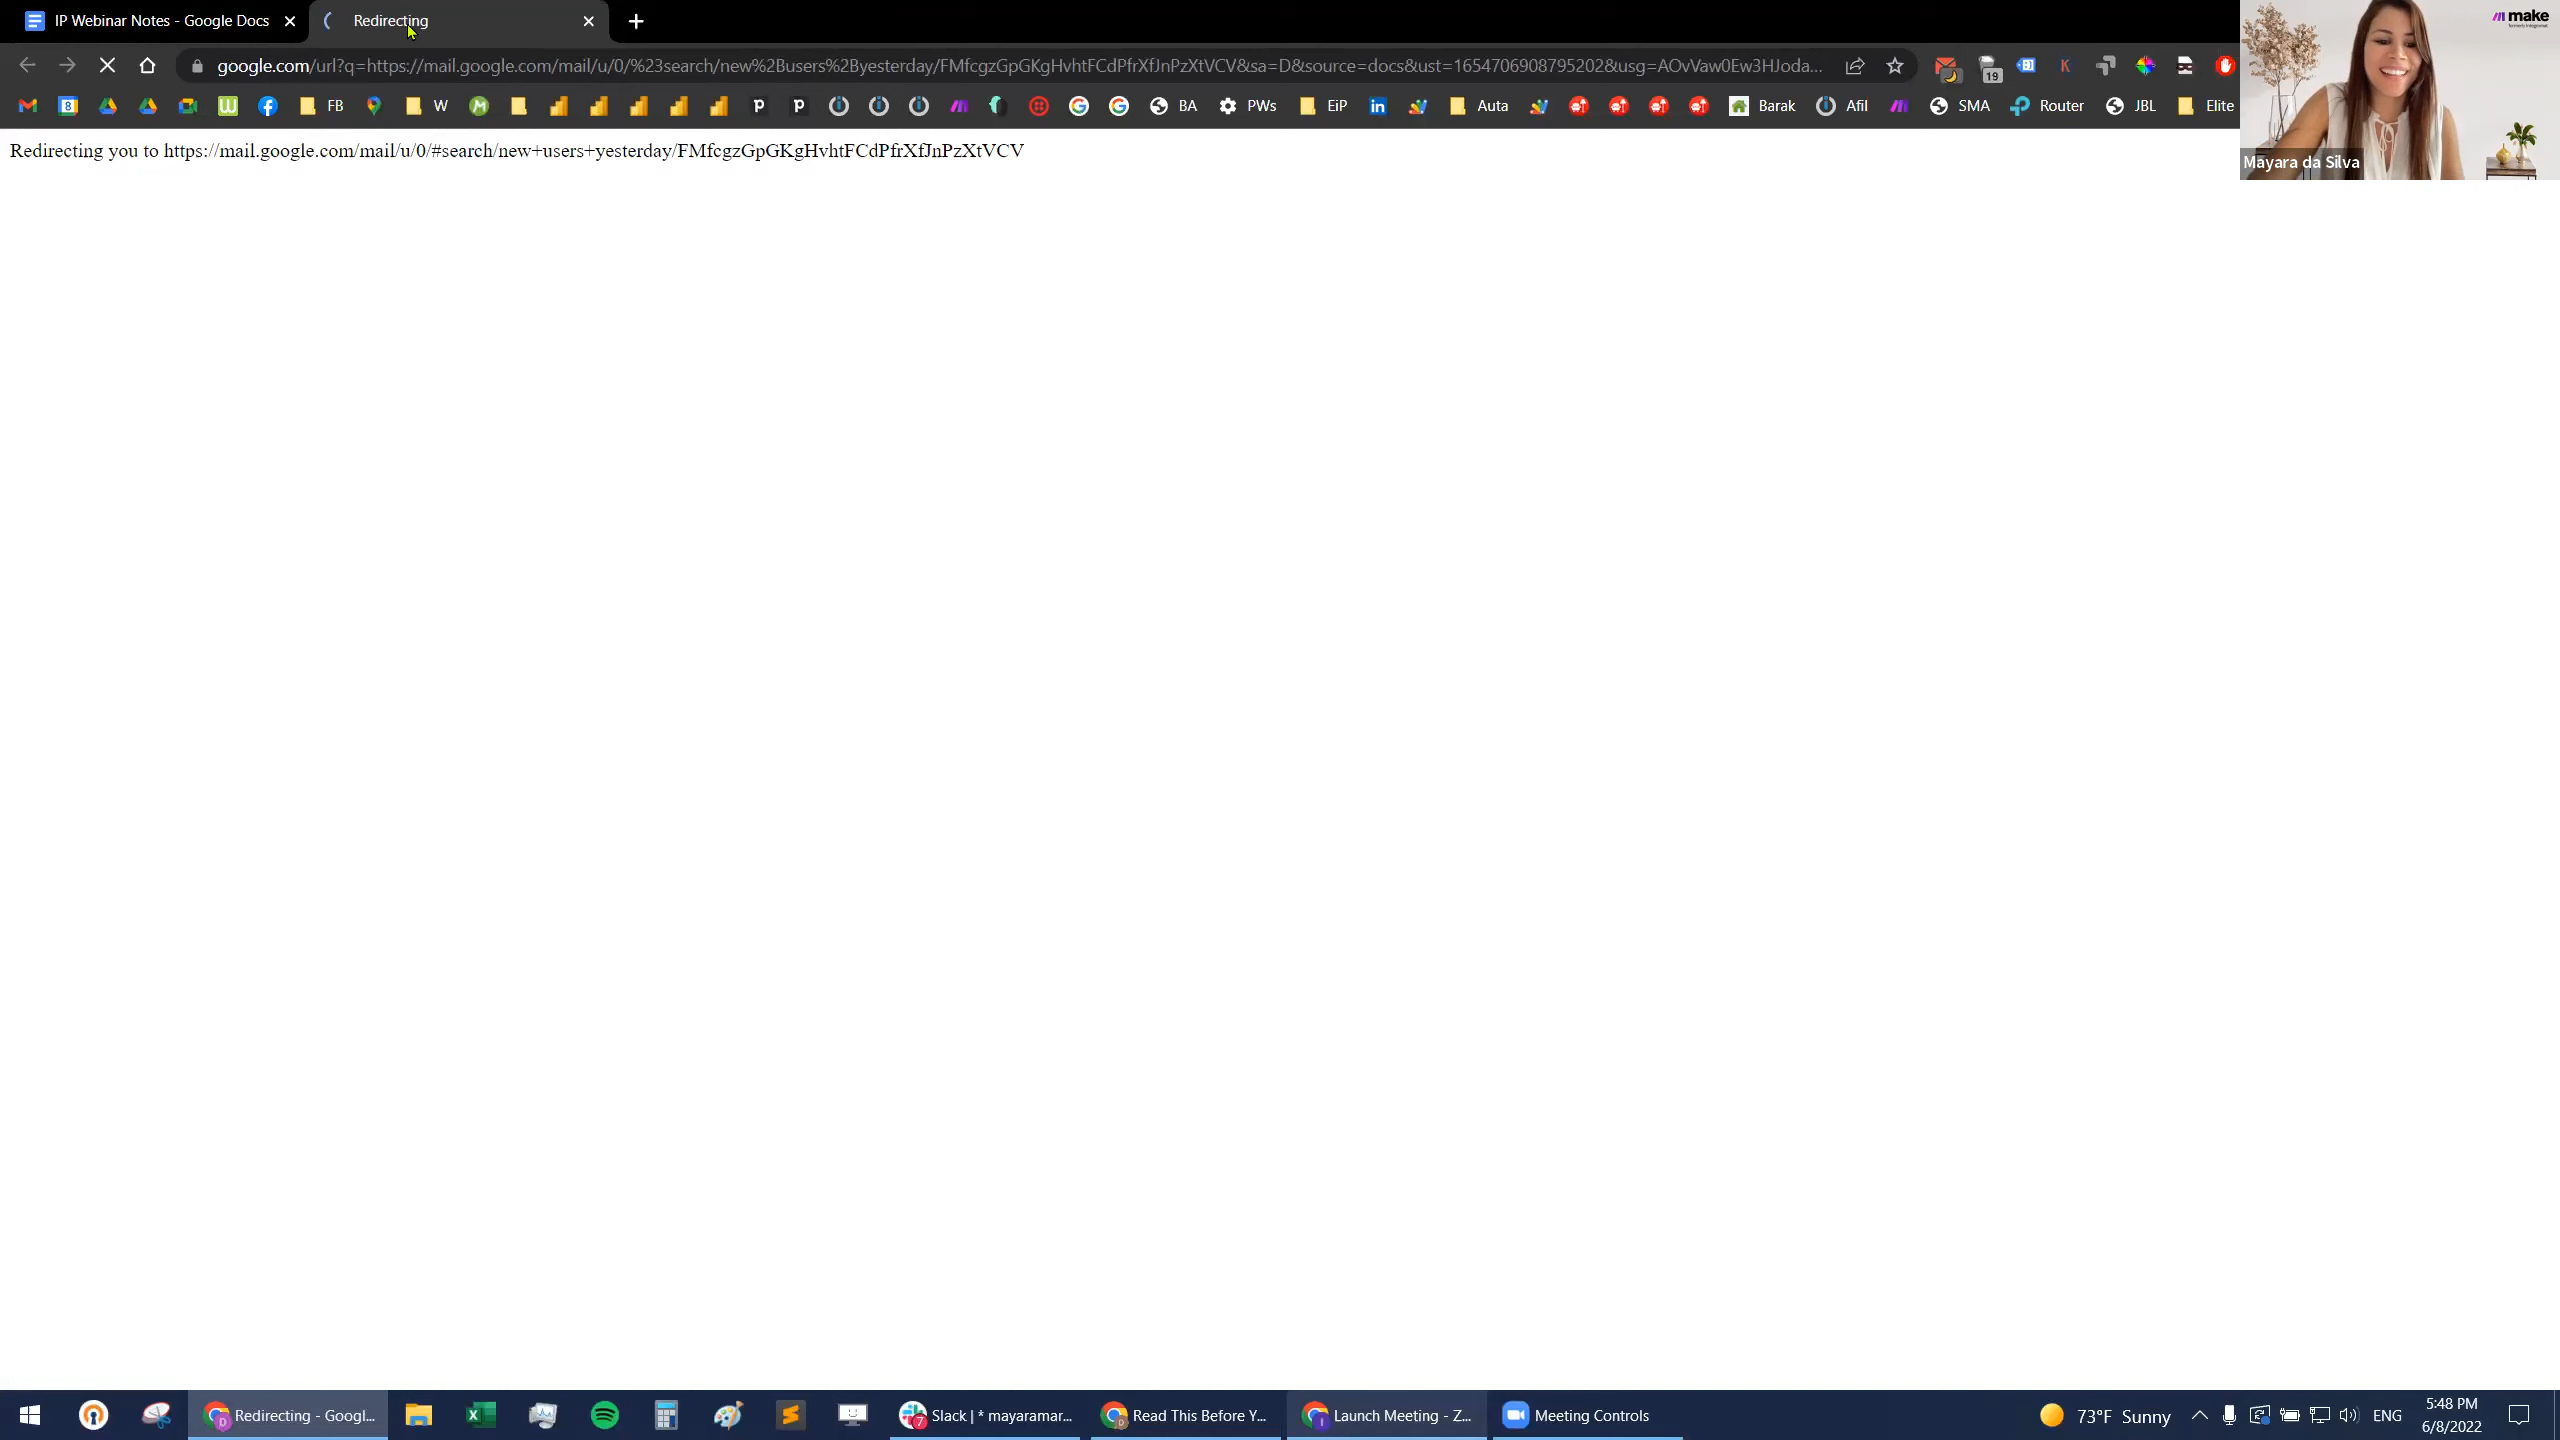 IP Webinar Notes - Google Docs
Redirecting
make
google.com/url?q=https://mail.google.com/mail/u/0/%23search/new%2Busers%2Byesterday/FMfcgzGpGKgHvhtFCdPfrXfJnPzXtVCV&sa=D&source=docs&ust=1654706908795202&usg=AOvVaw0Ew3HJoda...
19
FB
W
BA
PWs
EiP
Auta
Barak
Afil
SMA
Router
JBL
Elite
Redirecting you to https://mail.google.com/mail/u/0/#search/new+users+yesterday/FMfcgzGpGKgHvhtFCdPfrXfJnPzXtVCV
Mayara da Silva
Redirecting - Googl...
Slack | * mayaramar...
Read This Before Y...
Launch Meeting - Z...
Meeting Controls
73°F Sunny
ENG
5:48 PM
6/8/2022